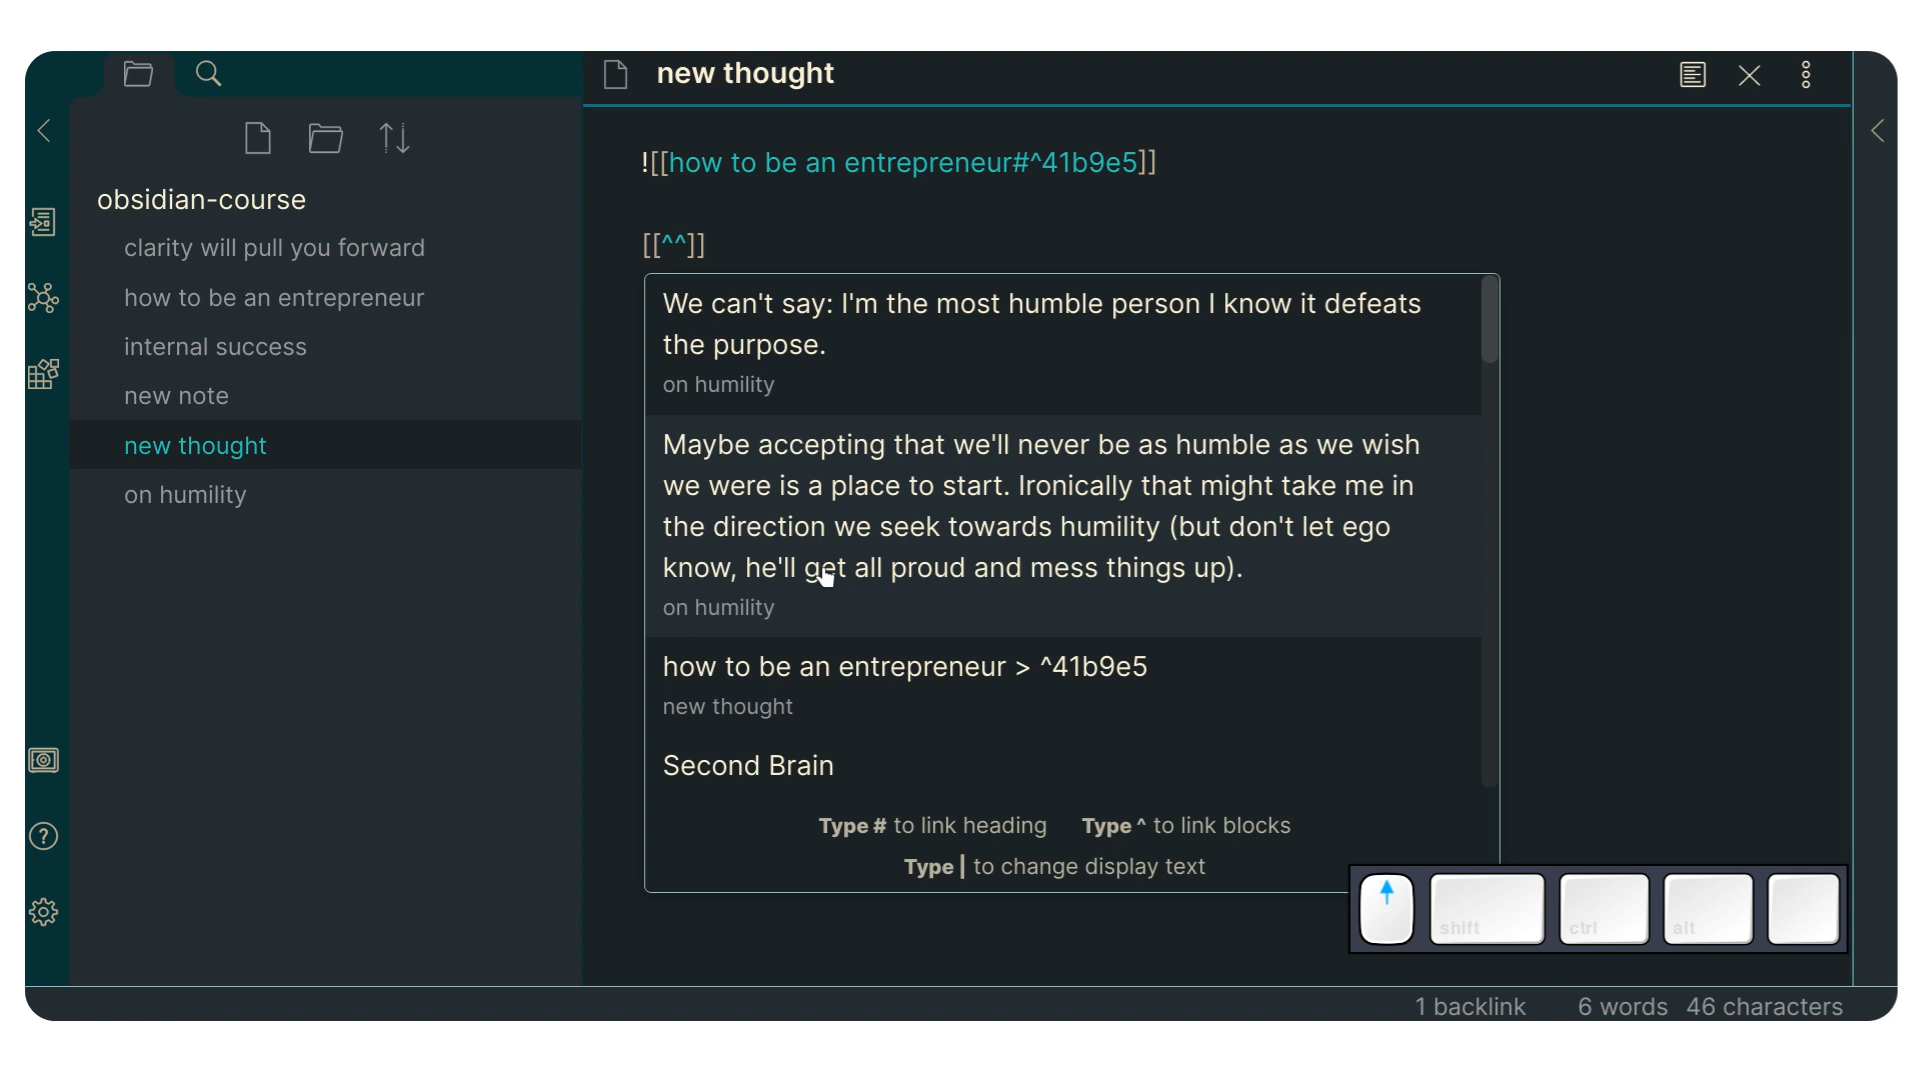 new thought
obsidian-course
clarity will pull you forward
how to be an entrepreneur
internal success
new note
new thought
on humility
![[how to be an entrepreneur#^41b9e5]]
[[^^]]
We can't say: I'm the most humble person I know it defeats
the purpose.
on humility
Maybe accepting that we'll never be as humble as we wish
we were is a place to start. Ironically that might take me in
the direction we seek towards humility (but don't let ego
know, he'll get all proud and mess things up).
on humility
how to be an entrepreneur > ^41b9e5
new thought
Second Brain
Type # to link heading Type ^ to link blocks
Type | to change display text
shift ctrl alt
1 backlink 6 words 46 characters